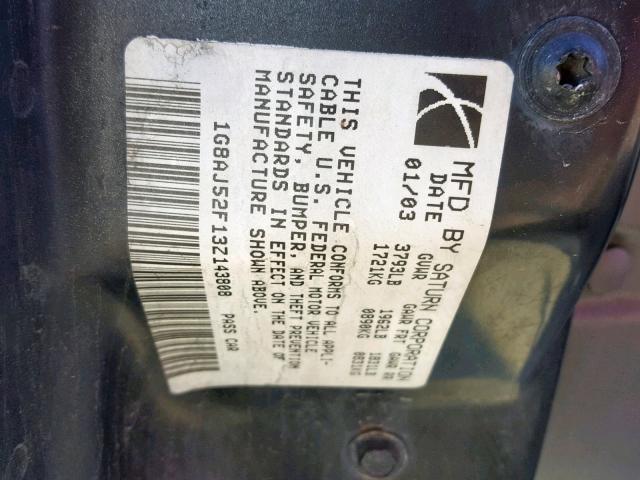 MFD BY SATURN CORPORATION
DATE GVWR GAWR FRT GAWR RR
01/03 3793LB 1962LB 1831LB
1721KG 0890KG 0831KG
THIS VEHICLE CONFORMS TO ALL APPLI-
CABLE U.S. FEDERAL MOTOR VEHICLE
SAFETY, BUMPER, AND THEFT PREVENTION
STANDARDS IN EFFECT ON THE DATE OF
MANUFACTURE SHOWN ABOVE.
1G8AJ52F13Z143808 PASS CAR